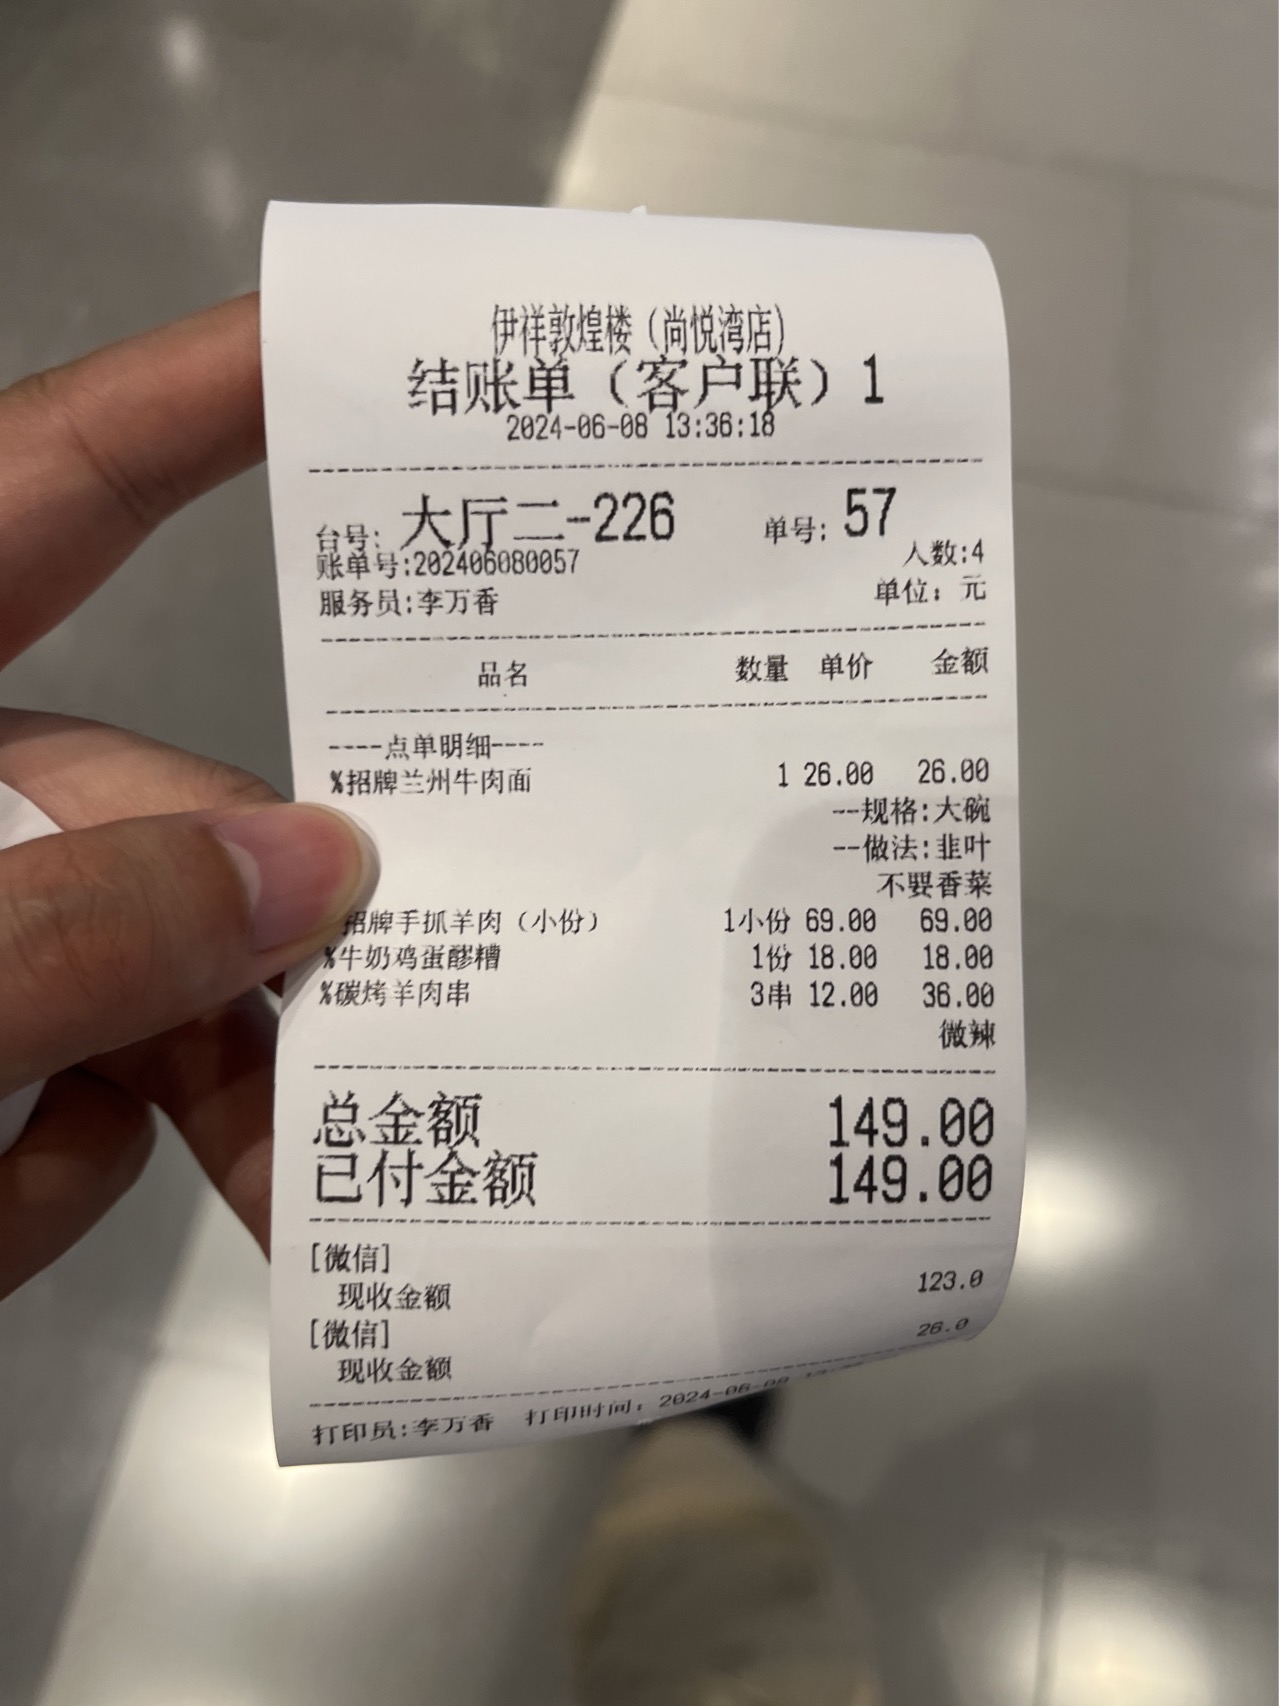 伊祥敦煌楼（尚悦湾店）
结账单（客户联）1
2024-06-08 13:36:18
台号: 大厅二-226 单号: 57
账单号:202406080057 人数:4
服务员:李万香 单位: 元
品名 数量 单价 金额
----点单明细----
%招牌兰州牛肉面 1 26.00 26.00
--规格:大碗
--做法:韭叶
不要香菜
招牌手抓羊肉（小份） 1小份 69.00 69.00
%牛奶鸡蛋醪糟 1份 18.00 18.00
%碳烤羊肉串 3串 12.00 36.00
微辣
总金额 149.00
已付金额 149.00
[微信]
现收金额 123.0
[微信]
现收金额 26.0
打印员:李万香 打印时间: 2024-06-08